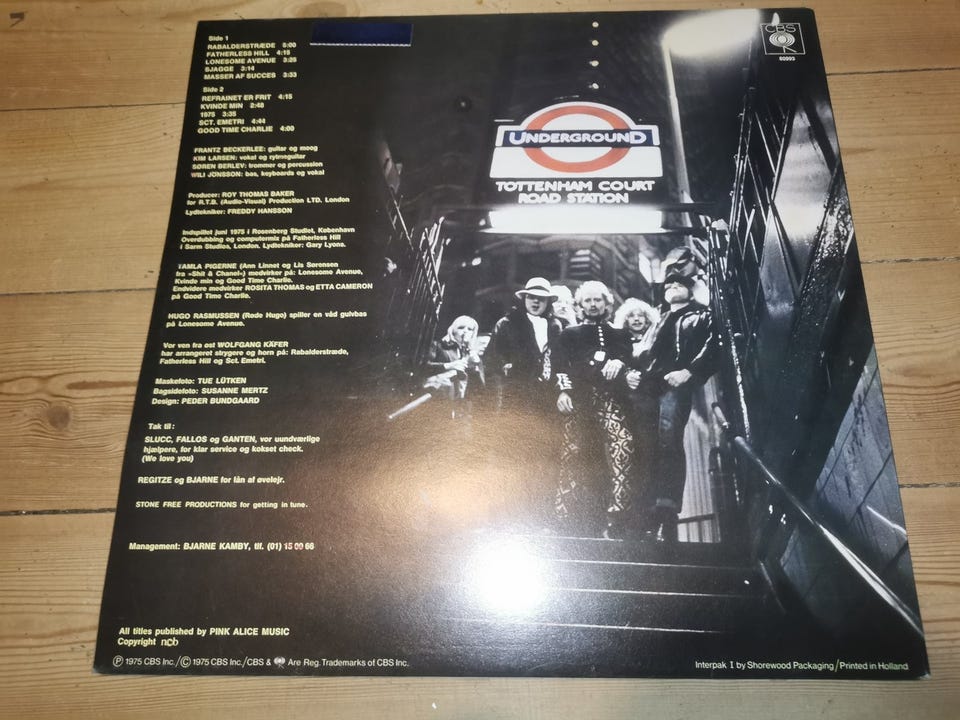 Side 1
RABALDERSTRÆDE 5:00
FATHERLESS HILL 4:15
LONESOME AVENUE 3:25
SJAGGE 3:14
MASSER AF SUCCES 3:33
Side 2
REFRAINET ER FRIT 4:15
KVINDE MIN 2:48
1975 3:35
SCT. EMETRI 4:44
GOOD TIME CHARLIE 4:00
FRANTZ BECKERLEE: guitar og moog
KIM LARSEN: vokal og rytmeguitar
SØREN BERLEV: trommer og percussion
WILI JÖNSSON: bas, keyboards og vokal
Producer: ROY THOMAS BAKER
for R.T.B. (Audio-Visual) Production LTD. London
Lydtekniker: FREDDY HANSSON
Indspillet juni 1975 i Rosenberg Studiet, København
Overdubbing og computermix på Fatherless Hill
i Sarm Studios, London. Lydtekniker: Gary Lyons.
TAMLA PIGERNE (Ann Linnet og Lis Sørensen
fra «Shit & Chanel») medvirker på: Lonesome Avenue,
Kvinde min og Good Time Charlie.
Endvidere medvirker ROSITA THOMAS og ETTA CAMERON
på Good Time Charlie.
HUGO RASMUSSEN (Røde Hugo) spiller en våd gulvbas
på Lonesome Avenue.
Vor ven fra øst WOLFGANG KÄFER
har arrangeret strygere og horn på: Rabalderstræde,
Fatherless Hill og Sct. Emetri.
Maskefoto: TUE LÜTKEN
Bagsidefoto: SUSANNE MERTZ
Design: PEDER BUNDGAARD
Tak til:
SLUCC, FALLOS og GANTEN, vor uundværlige
hjælpere, for klar service og kokset check.
(We love you)
REGITZE og BJARNE for lån af øvelejr.
STONE FREE PRODUCTIONS for getting in tune.
Management: BJARNE KAMBY, tlf. (01) 15 00 66
All titles published by PINK ALICE MUSIC
Copyright ncb
Ⓟ 1975 CBS Inc./Ⓒ 1975 CBS Inc./CBS & Are Reg. Trademarks of CBS Inc.
CBS
UNDERGROUND
TOTTENHAM COURT
ROAD STATION
Interpak I by Shorewood Packaging/Printed in Holland